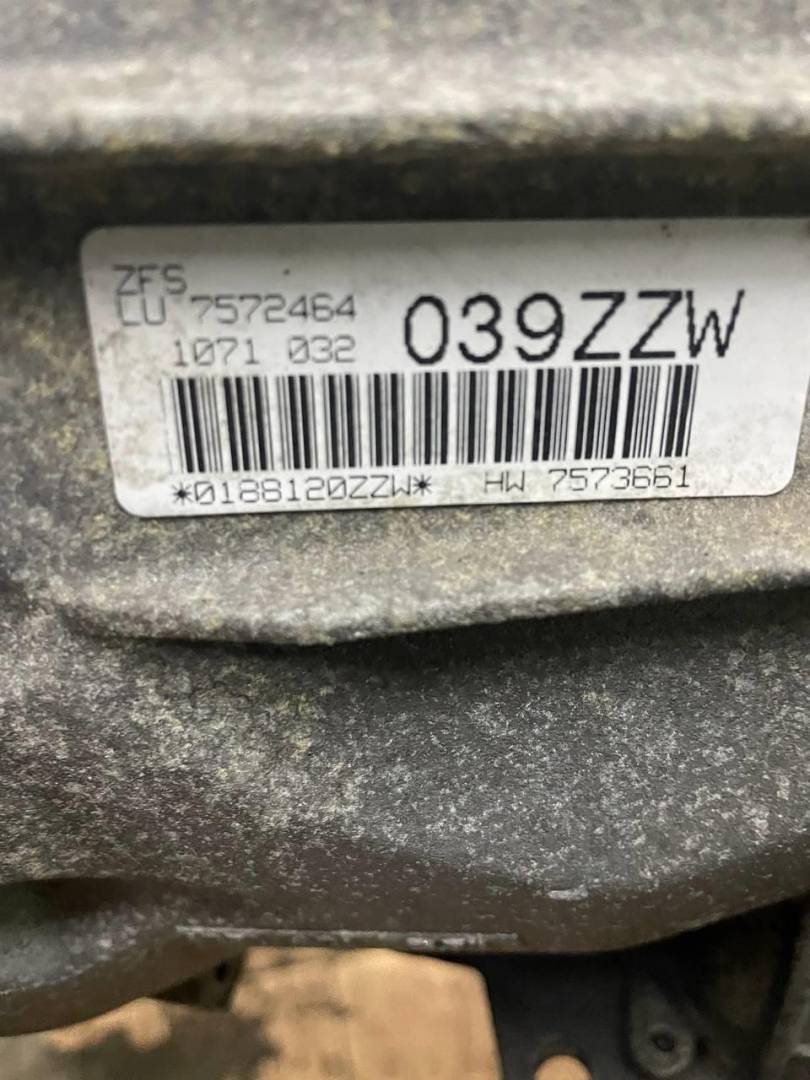 ZFS
LU 7572464
1071 032
039ZZW
*0188120ZZW* HW 7573661